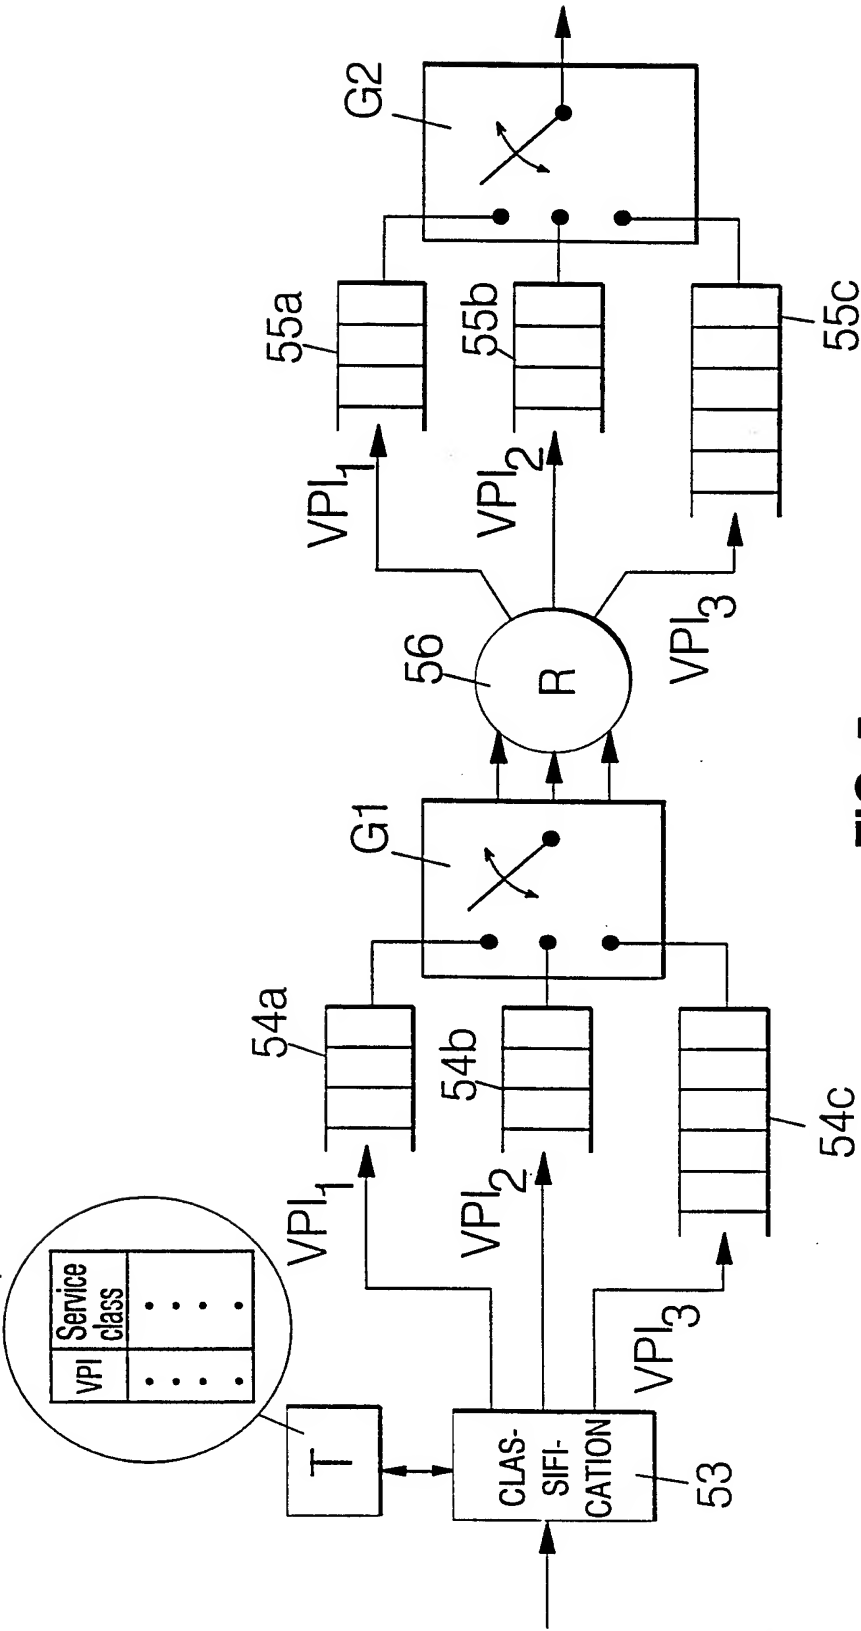 VPI
Service
class
T
CLAS-
SIFI-
CATION
53
VPI1
VPI2
VPI3
54a
54b
54c
G1
56
R
VPI1
VPI2
VPI3
55a
55b
55c
G2